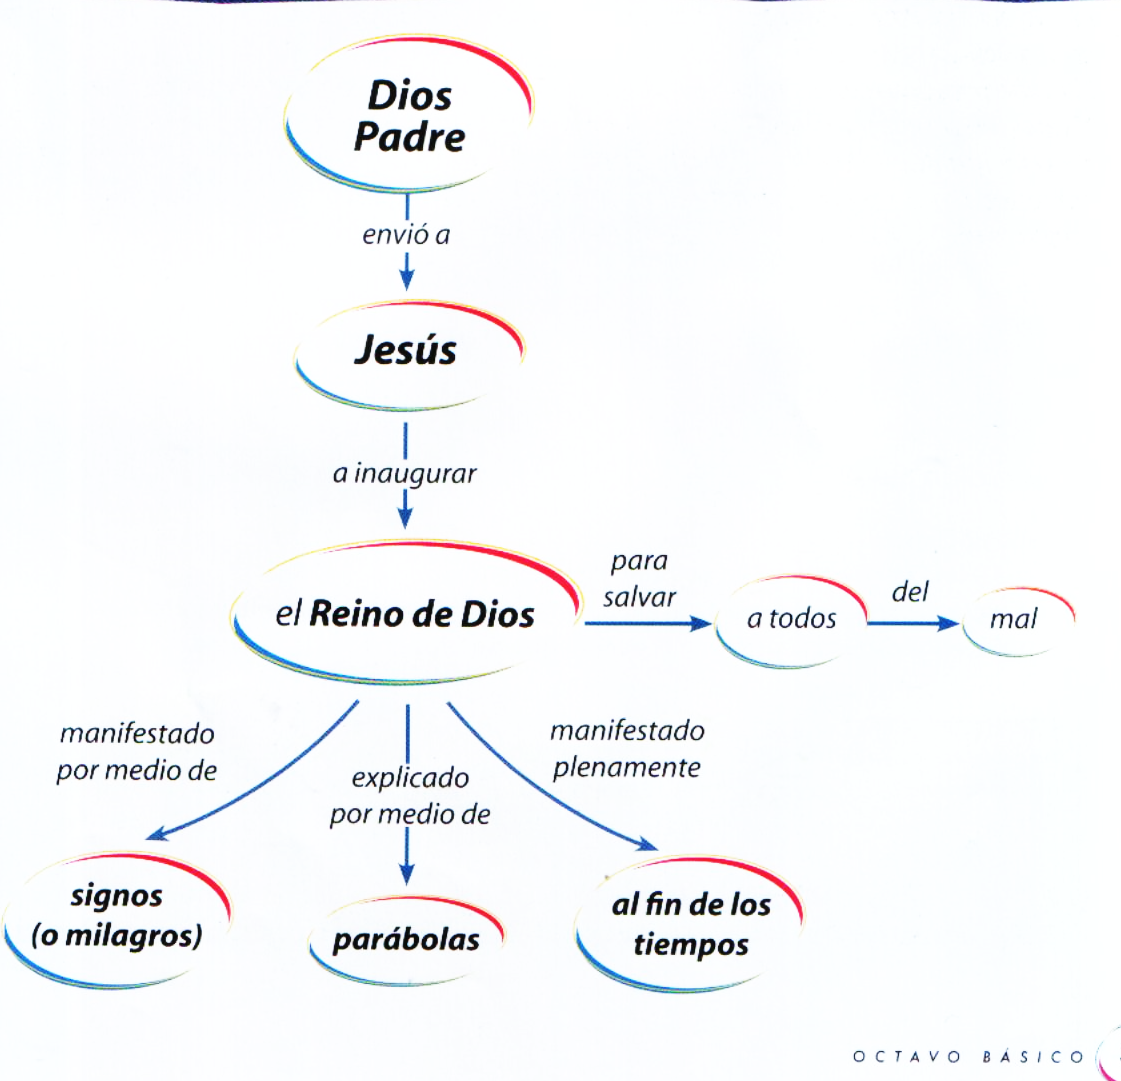 Dios
Padre
envió a
Jesús
a inaugurar
el Reino de Dios
para
salvar
a todos
del
mal
manifestado
por medio de
explicado
por medio de
manifestado
plenamente
signos
(o milagros)
parábolas
al fin de los
tiempos
OCTAVO BÁSICO